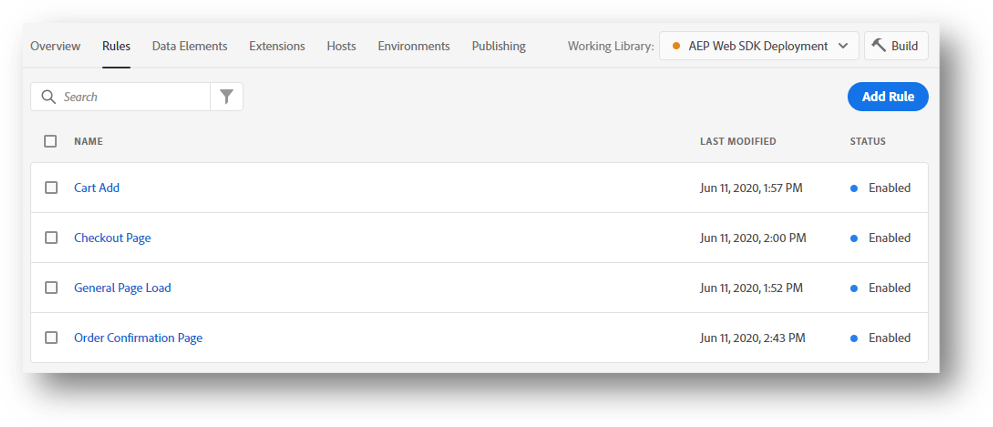 Overview Rules Data Elements Extensions Hosts Environments Publishing Working Library: AEP Web SDK Deployment Build
Search Add Rule
NAME LAST MODIFIED STATUS
Cart Add Jun 11, 2020, 1:57 PM Enabled
Checkout Page Jun 11, 2020, 2:00 PM Enabled
General Page Load Jun 11, 2020, 1:52 PM Enabled
Order Confirmation Page Jun 11, 2020, 2:43 PM Enabled